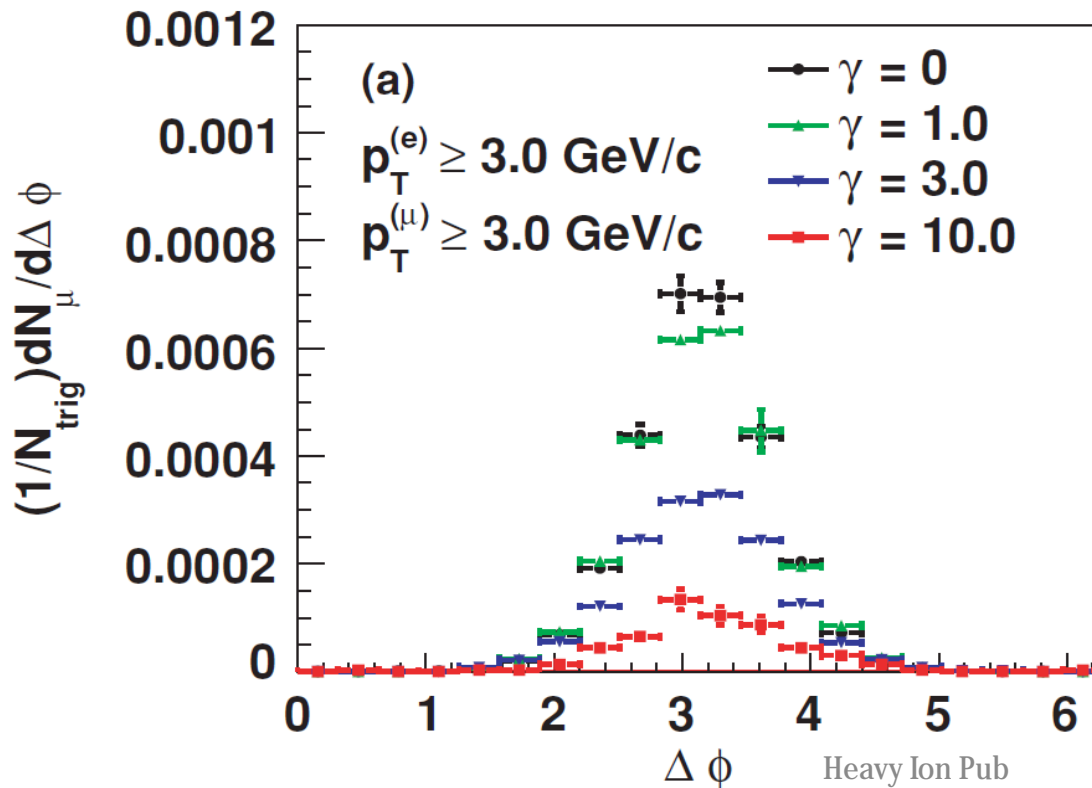 0.0012
0.001
0.0008
0.0006
0.0004
0.0002
0
(1/N_trig)dN_μ/dΔ ϕ
(a)
p_T^(e) ≥ 3.0 GeV/c
p_T^(μ) ≥ 3.0 GeV/c
γ = 0
γ = 1.0
γ = 3.0
γ = 10.0
0 1 2 3 4 5 6
Δ ϕ
Heavy Ion Pub